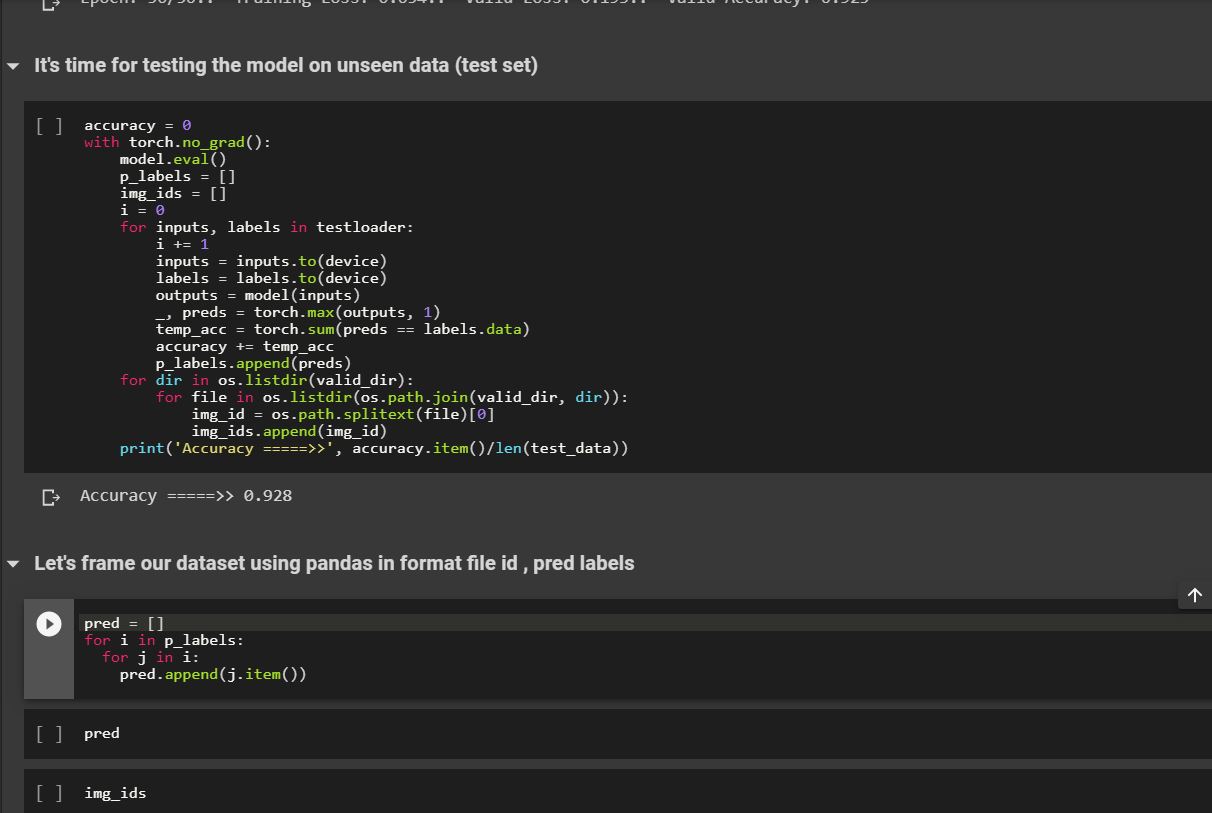 It's time for testing the model on unseen data (test set)
[ ] accuracy = 0
with torch.no_grad():
    model.eval()
    p_labels = []
    img_ids = []
    i = 0
    for inputs, labels in testloader:
        i += 1
        inputs = inputs.to(device)
        labels = labels.to(device)
        outputs = model(inputs)
        _, preds = torch.max(outputs, 1)
        temp_acc = torch.sum(preds == labels.data)
        accuracy += temp_acc
        p_labels.append(preds)
    for dir in os.listdir(valid_dir):
        for file in os.listdir(os.path.join(valid_dir, dir)):
            img_id = os.path.splitext(file)[0]
            img_ids.append(img_id)
    print('Accuracy =====>>', accuracy.item()/len(test_data))
Accuracy =====>> 0.928
Let's frame our dataset using pandas in format file id , pred labels
pred = []
for i in p_labels:
  for j in i:
    pred.append(j.item())
[ ] pred
[ ] img_ids